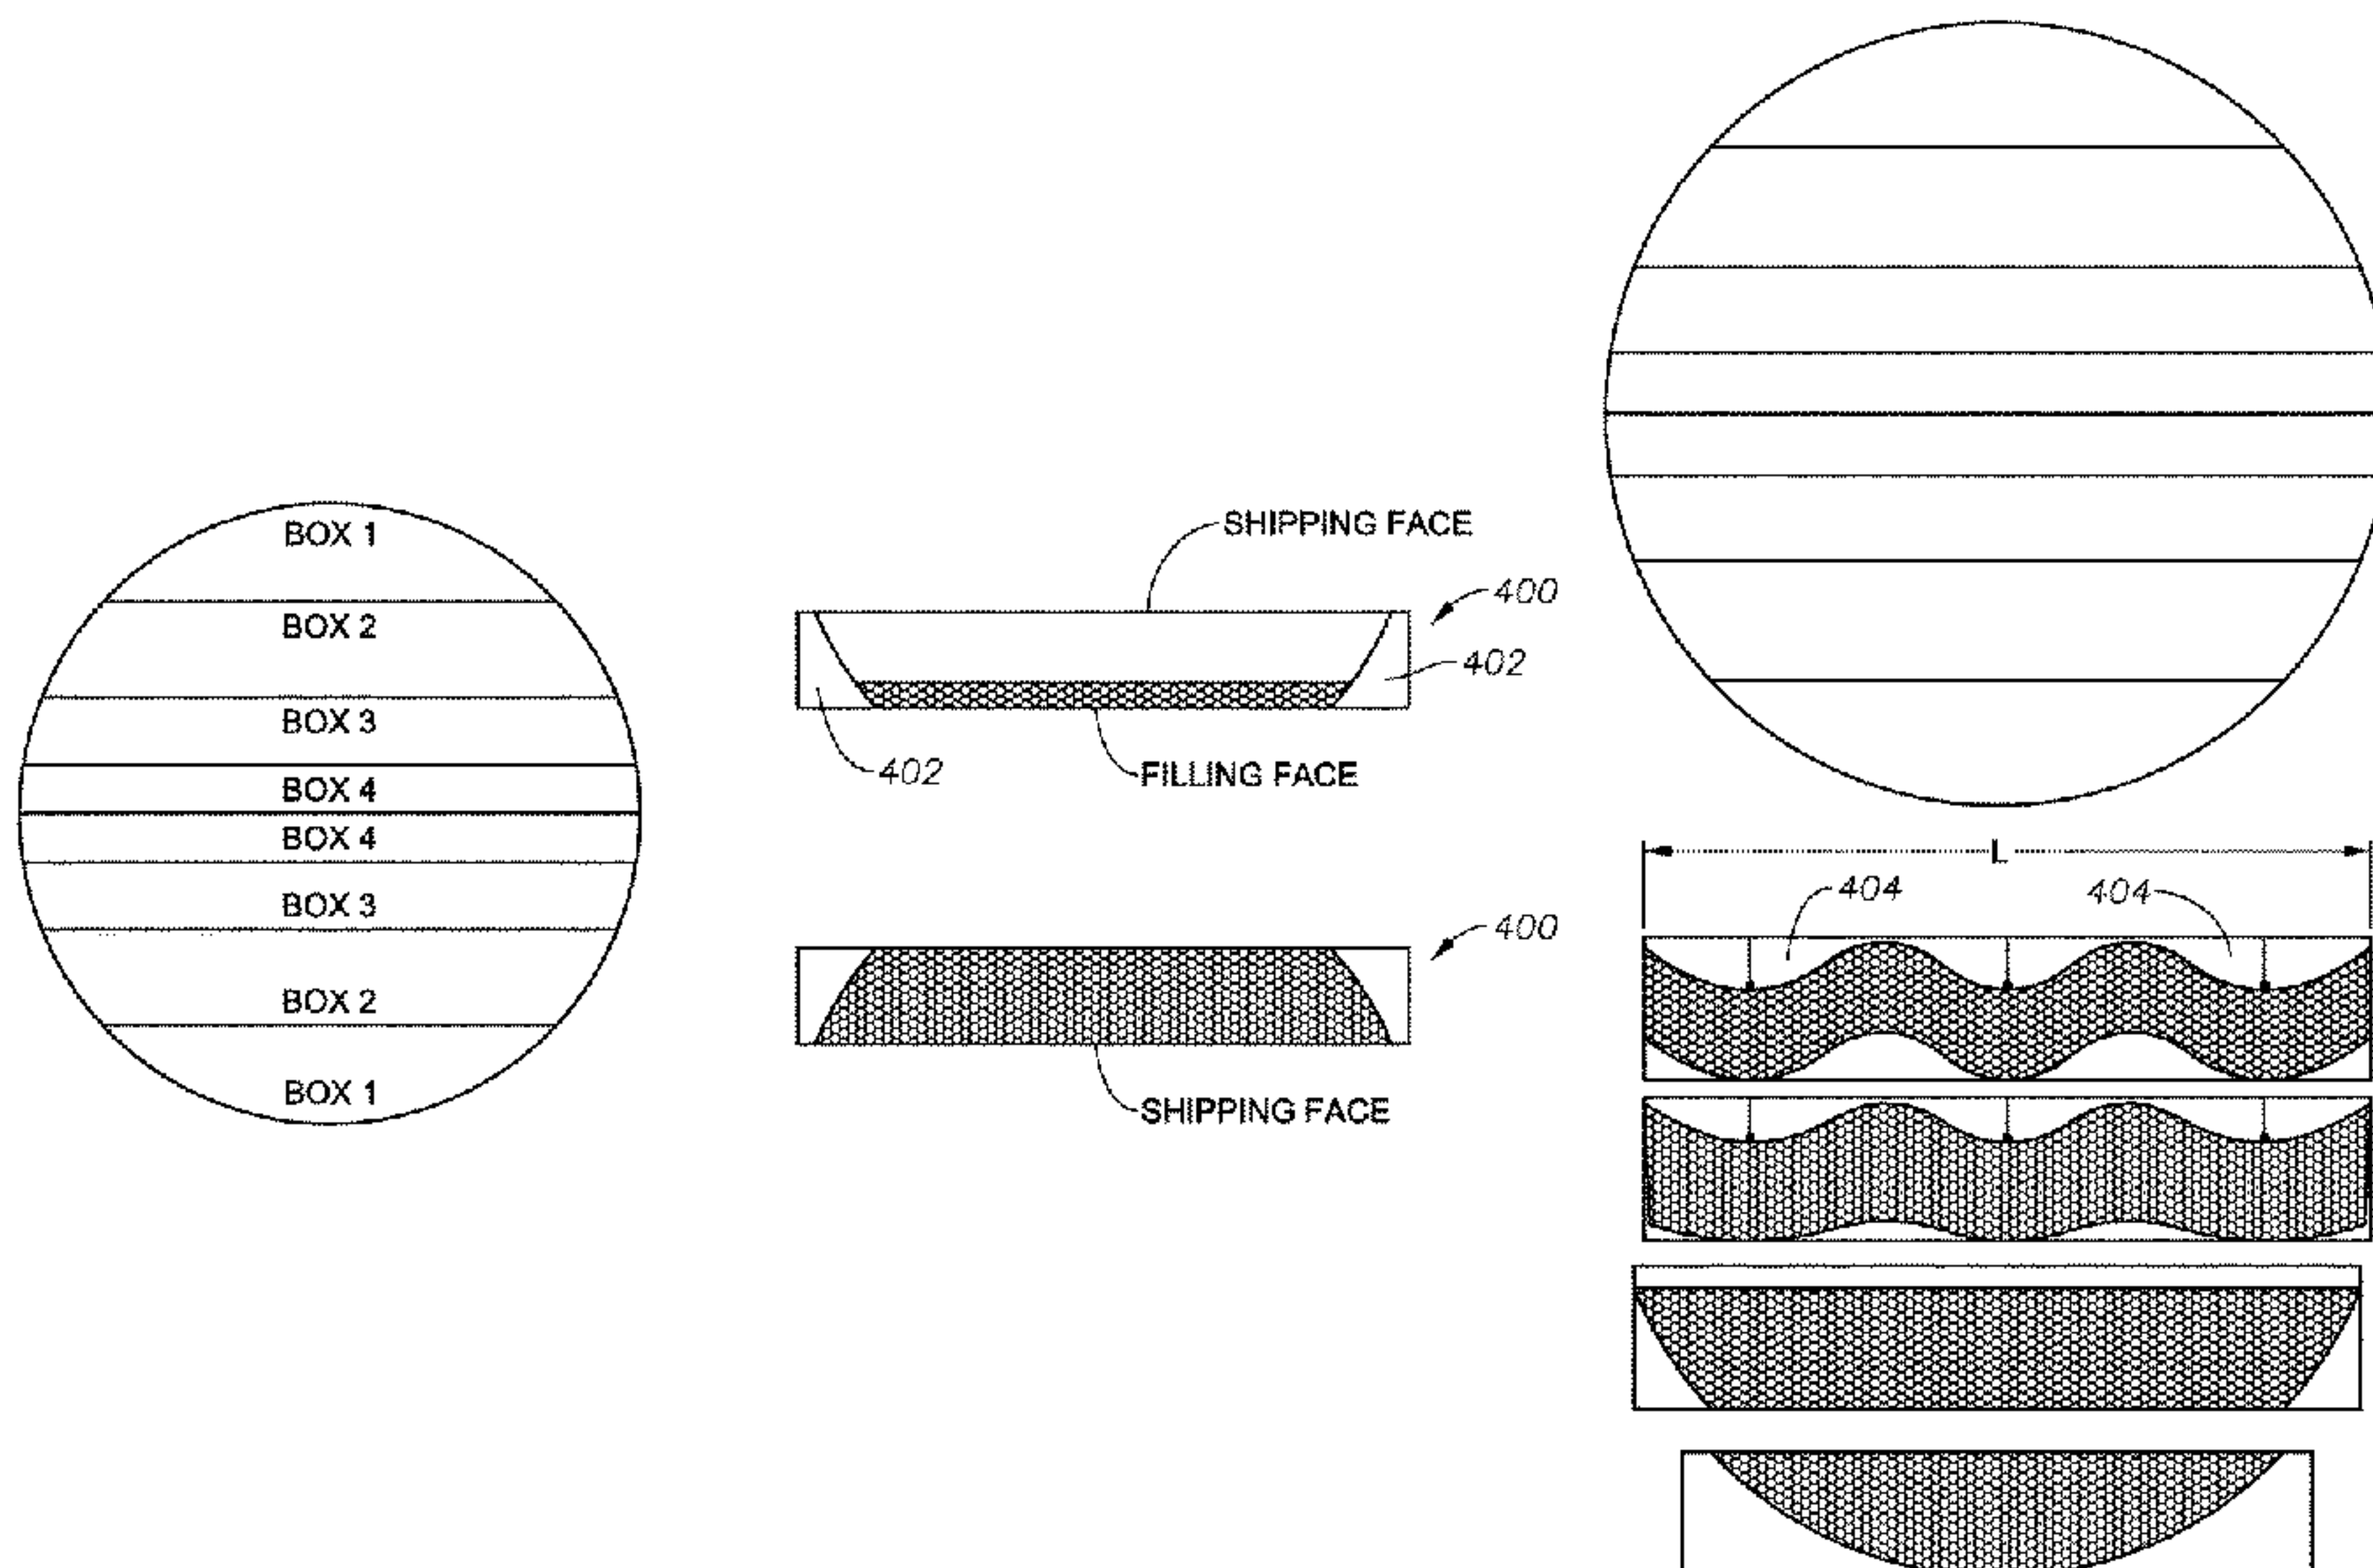 BOX 1
BOX 2
BOX 3
BOX 4
BOX 4
BOX 3
BOX 2
BOX 1
SHIPPING FACE
400
402
402
FILLING FACE
400
SHIPPING FACE
L
404
404